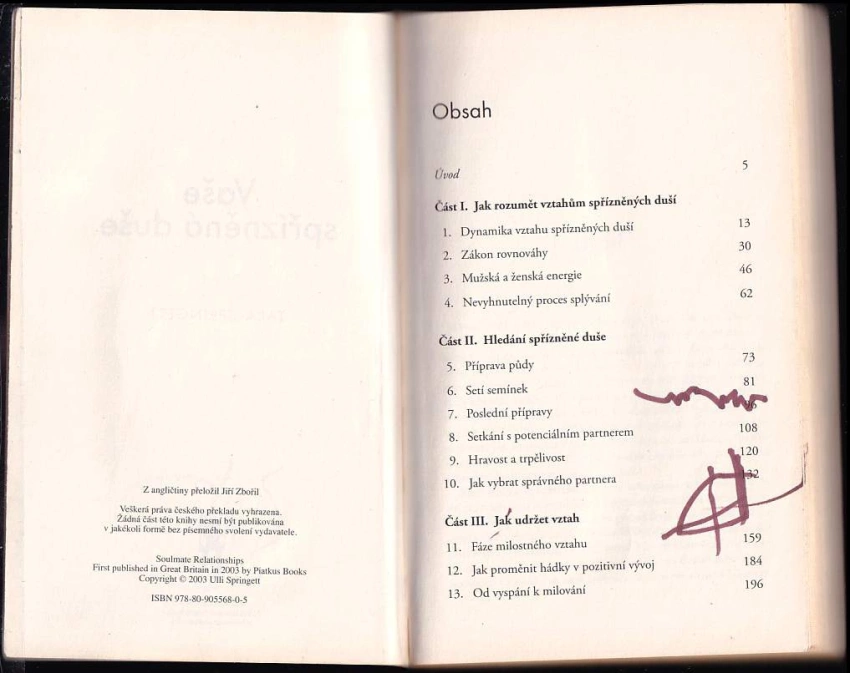 Z angličtiny přeložil Jiří Zbořil
Veškerá práva českého překladu vyhrazena.
Žádná část této knihy nesmí být publikována
v jakékoli formě bez písemného svolení vydavatele.
Soulmate Relationships
First published in Great Britain in 2003 by Piatkus Books
Copyright © 2003 Ulli Springett
ISBN 978-80-905568-0-5
Obsah
Úvod 5
Část I. Jak rozumět vztahům spřízněných duší
1. Dynamika vztahu spřízněných duší 13
2. Zákon rovnováhy 30
3. Mužská a ženská energie 46
4. Nevyhnutelný proces splývání 62
Část II. Hledání spřízněné duše
5. Příprava půdy 73
6. Setí semínek 81
7. Poslední přípravy
8. Setkání s potenciálním partnerem 108
9. Hravost a trpělivost 120
10. Jak vybrat správného partnera 132
Část III. Jak udržet vztah
11. Fáze milostného vztahu 159
12. Jak proměnit hádky v pozitivní vývoj 184
13. Od vyspání k milování 196